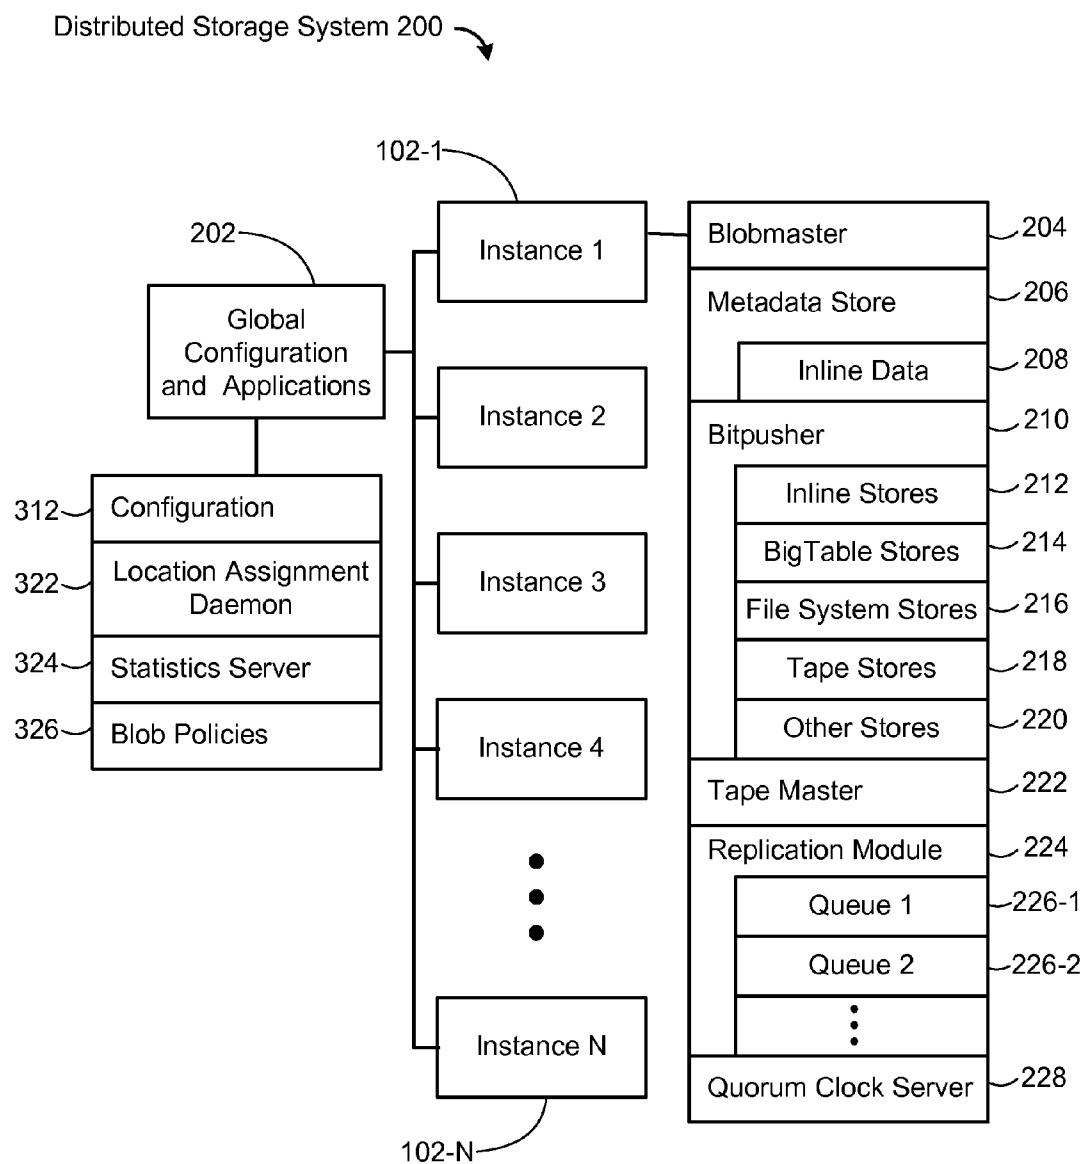 Distributed Storage System 200
102-1
202
Global
Configuration
and Applications
312
Configuration
322
Location Assignment
Daemon
324
Statistics Server
326
Blob Policies
Instance 1
Instance 2
Instance 3
Instance 4
Instance N
102-N
Blobmaster
204
Metadata Store
206
Inline Data
208
Bitpusher
210
Inline Stores
212
BigTable Stores
214
File System Stores
216
Tape Stores
218
Other Stores
220
Tape Master
222
Replication Module
224
Queue 1
226-1
Queue 2
226-2
Quorum Clock Server
228